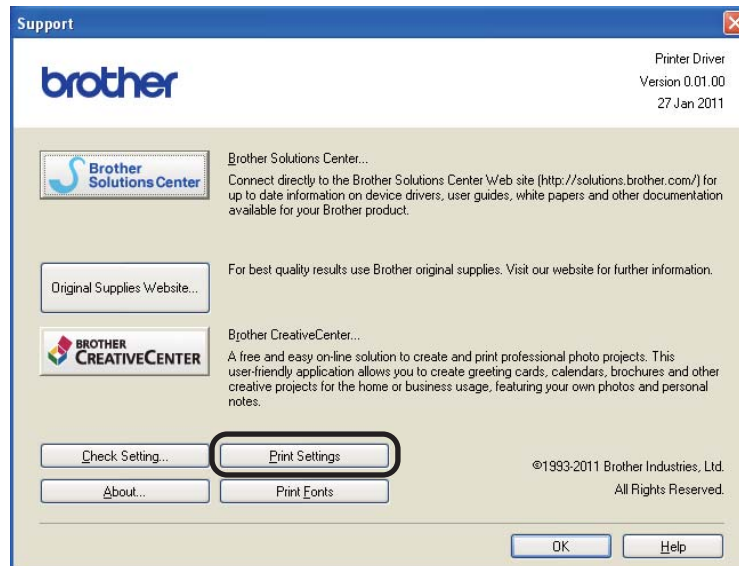 Support
brother
Printer Driver
Version 0.01.00
27 Jan 2011
Brother
Solutions Center
Brother Solutions Center...
Connect directly to the Brother Solutions Center Web site (http://solutions.brother.com/) for
up to date information on device drivers, user guides, white papers and other documentation
available for your Brother product.
Original Supplies Website...
For best quality results use Brother original supplies. Visit our website for further information.
BROTHER
CREATIVECENTER
Brother CreativeCenter...
A free and easy on-line solution to create and print professional photo projects. This
user-friendly application allows you to create greeting cards, calendars, brochures and other
creative projects for the home or business usage, featuring your own photos and personal
notes.
Check Setting...
Print Settings
About...
Print Fonts
©1993-2011 Brother Industries, Ltd.
All Rights Reserved.
OK
Help